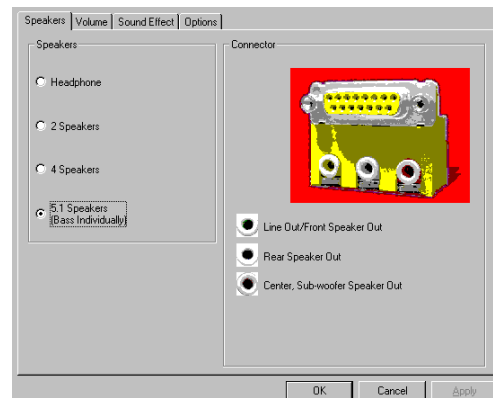 Speakers Volume Sound Effect Options
Speakers
Headphone
2 Speakers
4 Speakers
5.1 Speakers
(Bass Individually)
Connector
Line Out/Front Speaker Out
Rear Speaker Out
Center, Sub-woofer Speaker Out
OK Cancel Apply